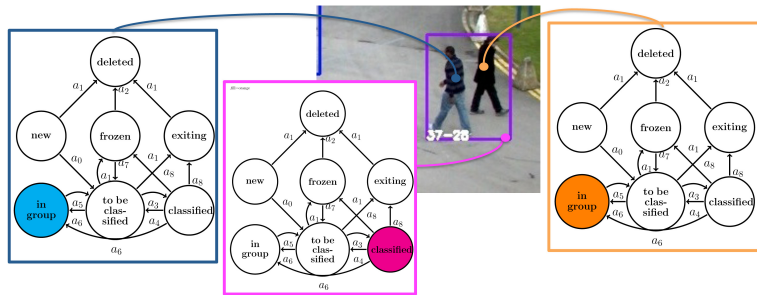 deleted
a1
a2
a1
new
frozen
exiting
a0
a1
a7
a1
a8
a8
in
group
a5
a6
to be
clas-
sified
a3
a4
classified
a6
37-28
deleted
a1
a2
a1
new
frozen
exiting
a0
a1
a7
a1
a8
a8
in
group
a5
a6
to be
clas-
sified
a3
a4
classified
a6
deleted
a1
a2
a1
new
frozen
exiting
a0
a1
a7
a1
a8
a8
in
group
a5
a6
to be
clas-
sified
a3
a4
classified
a6